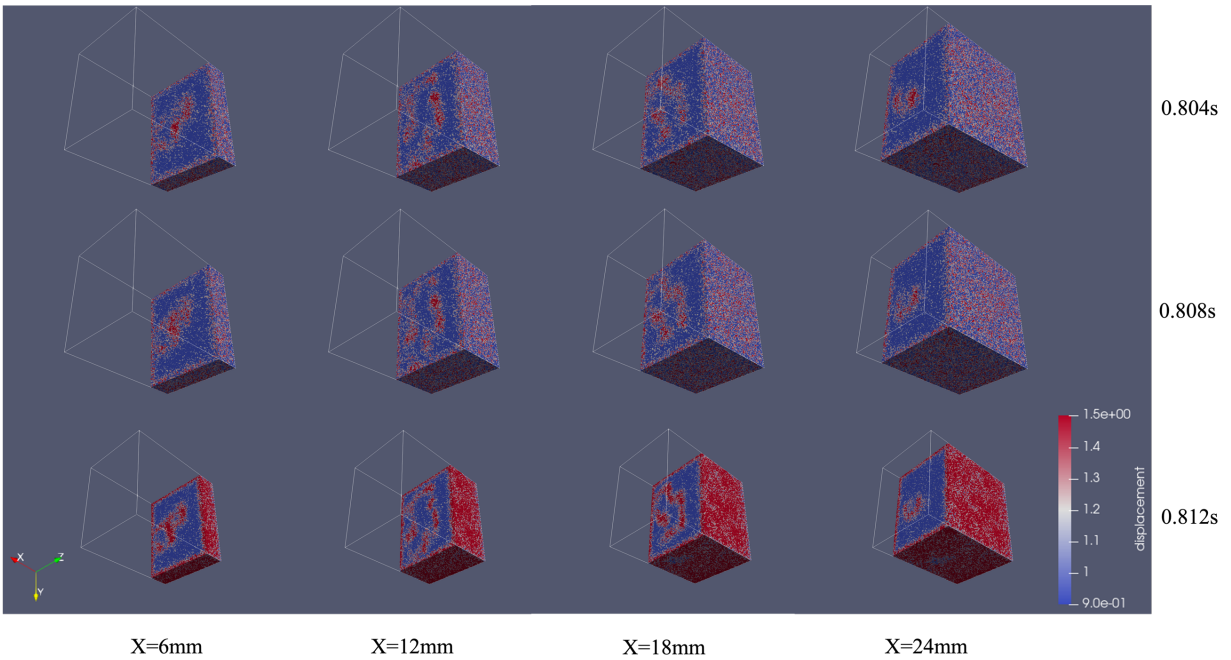 0.804s
0.808s
1.5e+00
1.4
1.3
1.2
1.1
1
9.0e-01
displacement
0.812s
X
Z
Y
X=6mm
X=12mm
X=18mm
X=24mm